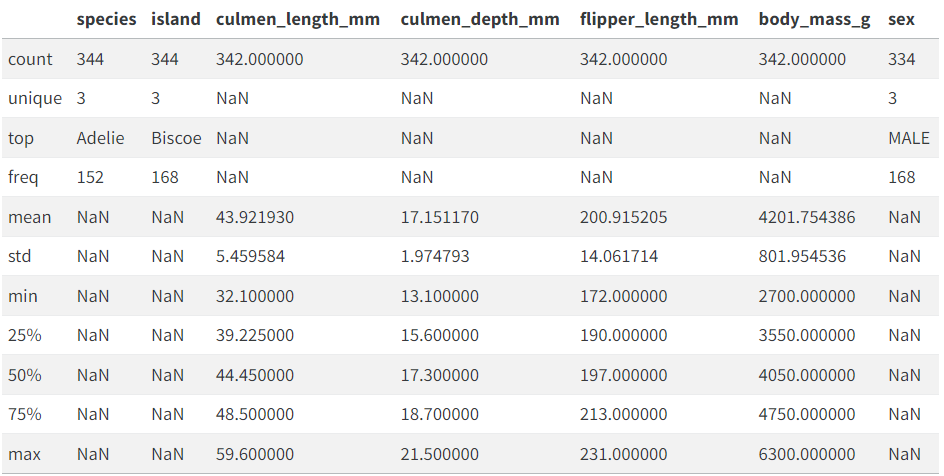 species island culmen_length_mm culmen_depth_mm flipper_length_mm body_mass_g sex
count 344 344 342.000000 342.000000 342.000000 342.000000 334
unique 3 3 NaN NaN NaN NaN 3
top Adelie Biscoe NaN NaN NaN NaN MALE
freq 152 168 NaN NaN NaN NaN 168
mean NaN NaN 43.921930 17.151170 200.915205 4201.754386 NaN
std NaN NaN 5.459584 1.974793 14.061714 801.954536 NaN
min NaN NaN 32.100000 13.100000 172.000000 2700.000000 NaN
25% NaN NaN 39.225000 15.600000 190.000000 3550.000000 NaN
50% NaN NaN 44.450000 17.300000 197.000000 4050.000000 NaN
75% NaN NaN 48.500000 18.700000 213.000000 4750.000000 NaN
max NaN NaN 59.600000 21.500000 231.000000 6300.000000 NaN